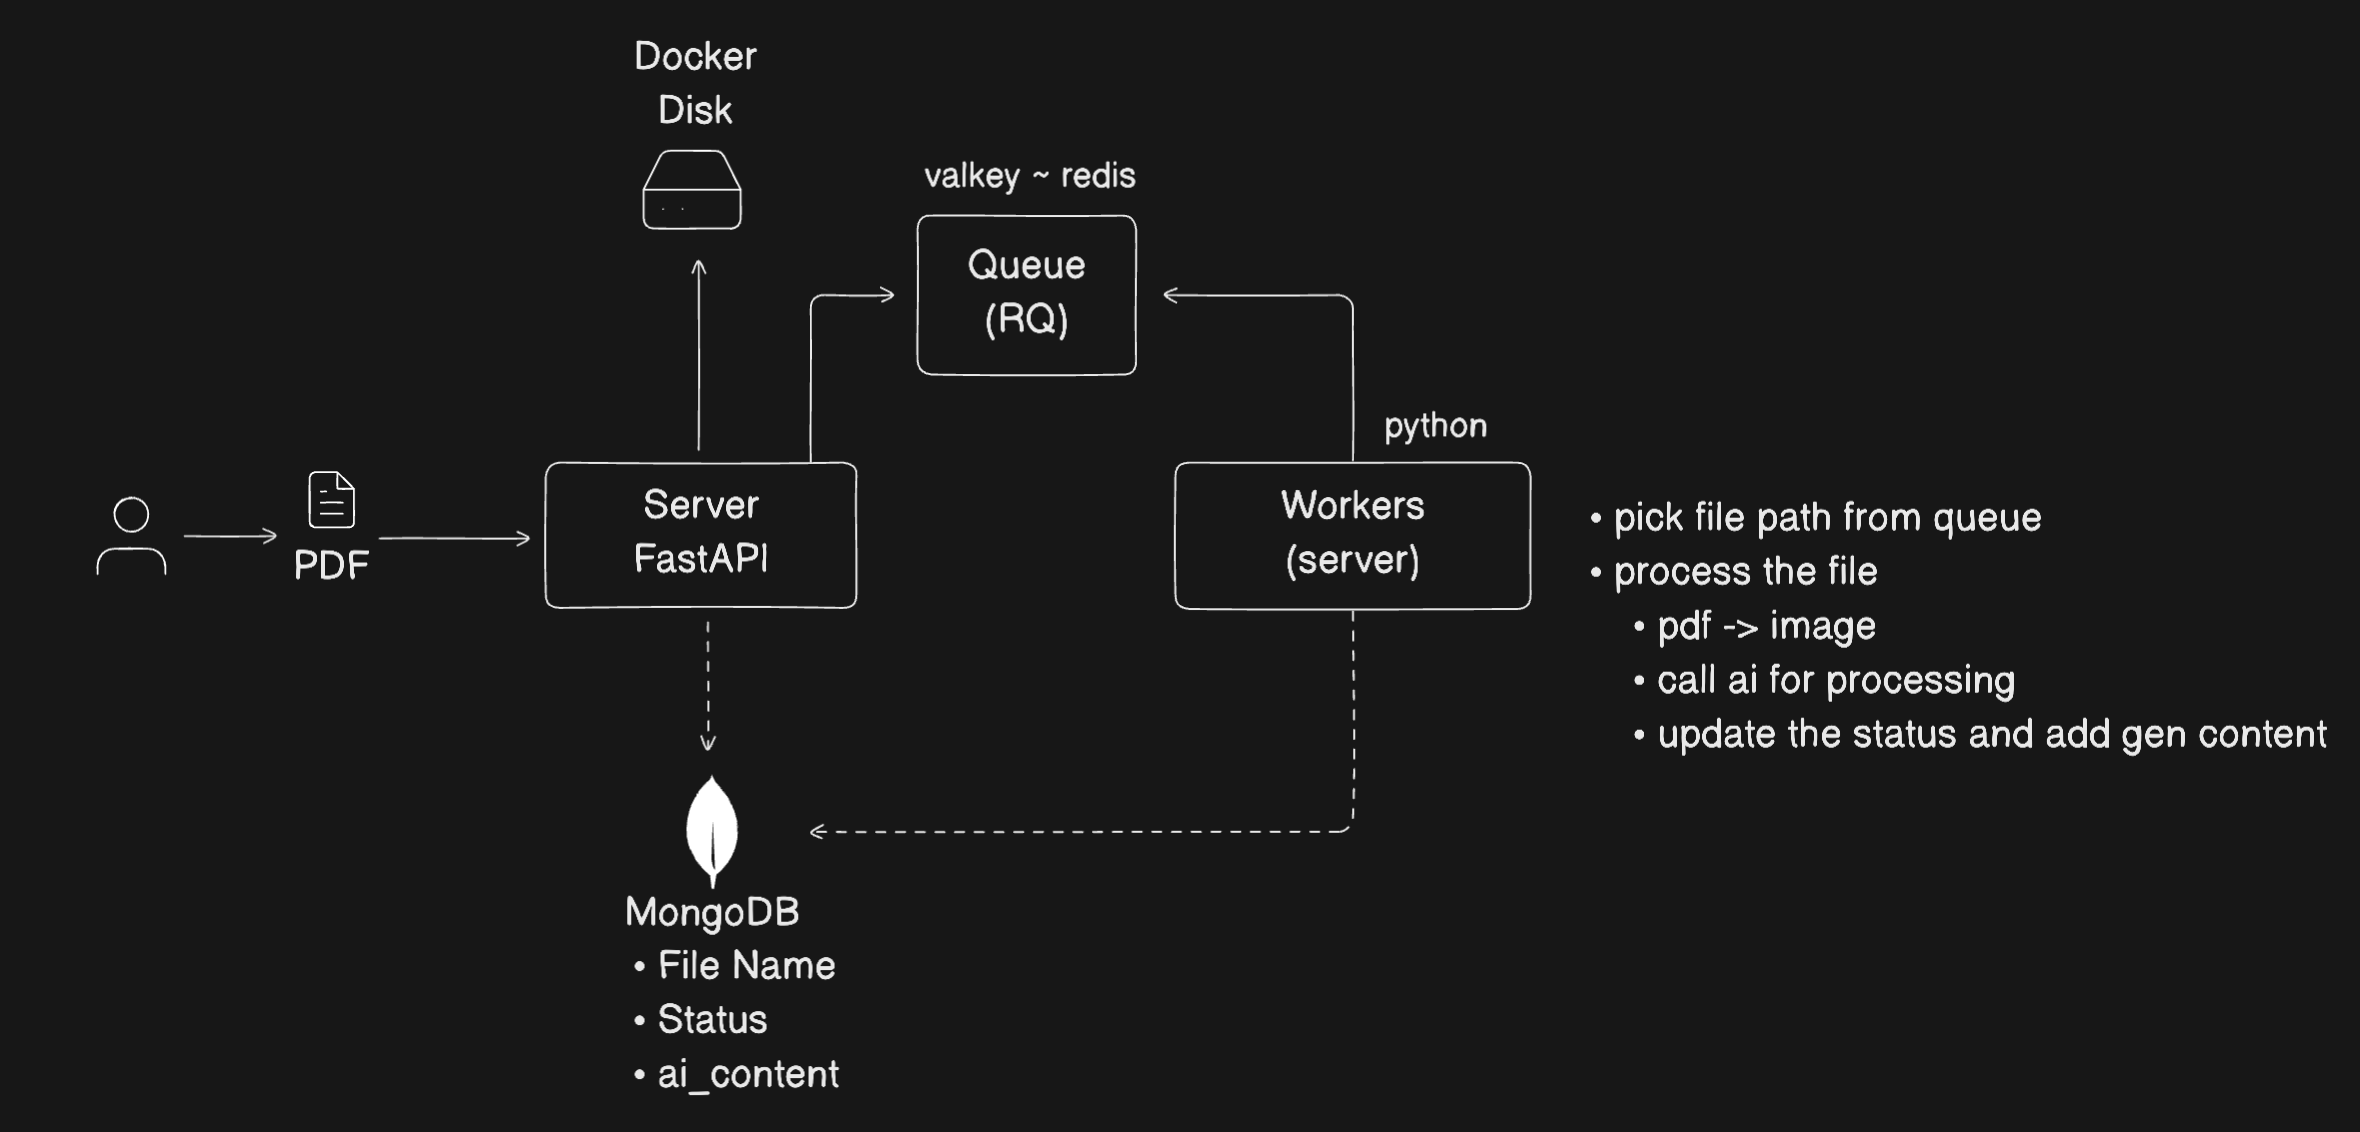 Docker
Disk
valkey ~ redis
Queue
(RQ)
python
PDF
Server
FastAPI
Workers
(server)
• pick file path from queue
• process the file
• pdf -> image
• call ai for processing
• update the status and add gen content
MongoDB
• File Name
• Status
• ai_content